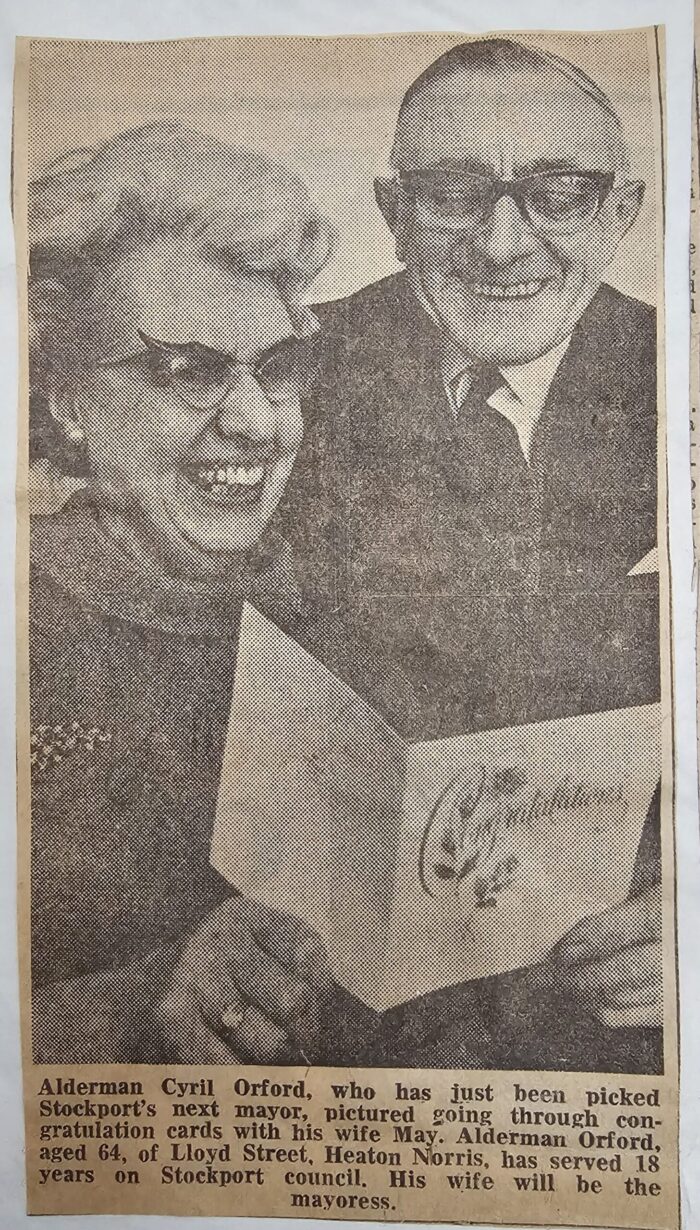 Congratulations
Alderman Cyril Orford, who has just been picked
Stockport's next mayor, pictured going through con-
gratulation cards with his wife May. Alderman Orford,
aged 64, of Lloyd Street, Heaton Norris, has served 18
years on Stockport council. His wife will be the
mayoress.